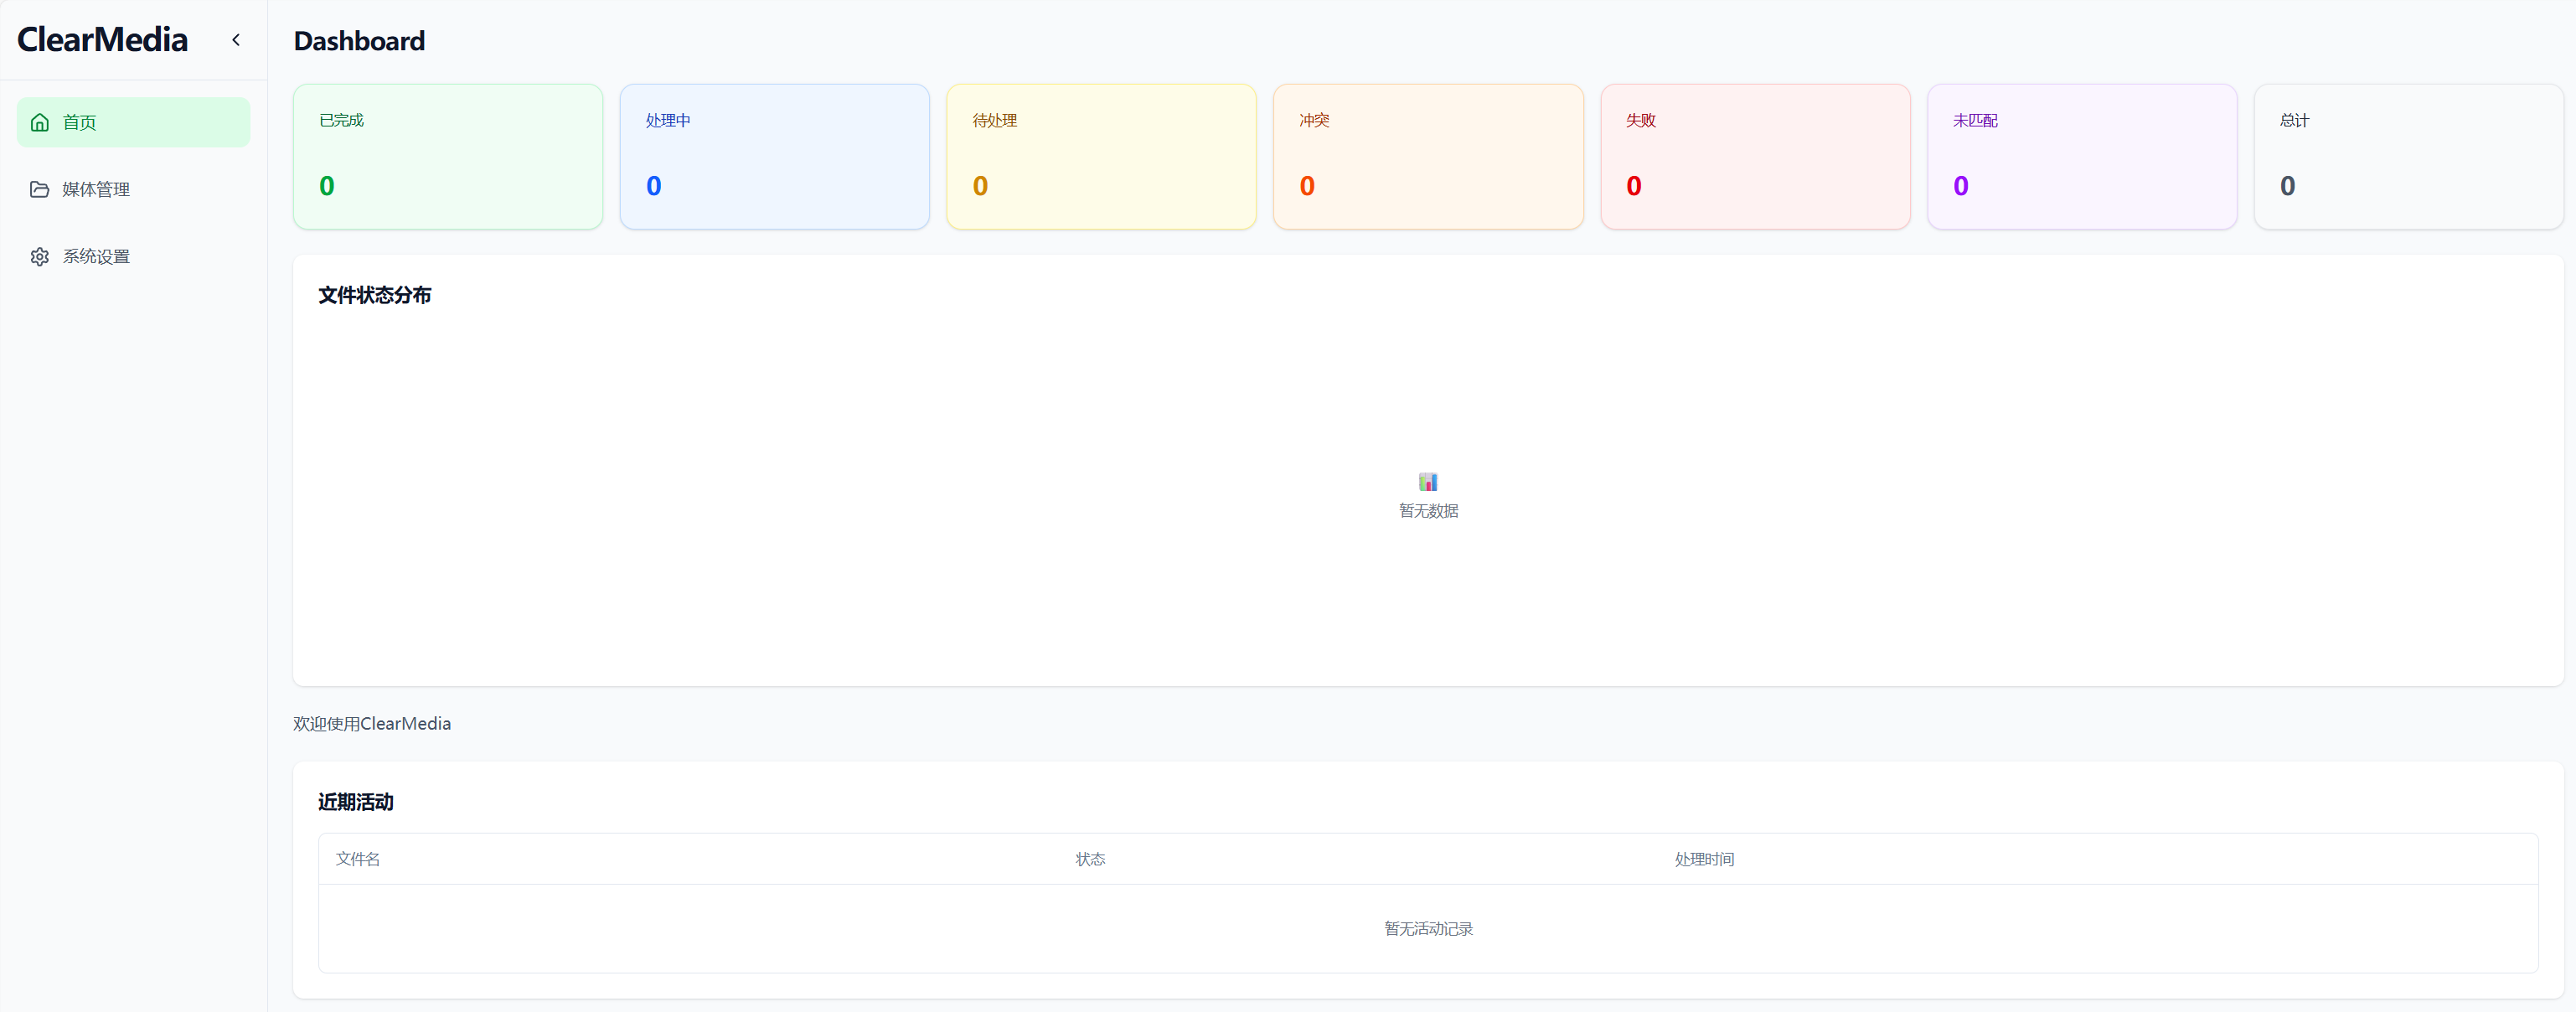 ClearMedia
首页
媒体管理
系统设置
Dashboard
已完成
0
处理中
0
待处理
0
冲突
0
失败
0
未匹配
0
总计
0
文件状态分布
暂无数据
欢迎使用ClearMedia
近期活动
文件名 状态 处理时间
暂无活动记录